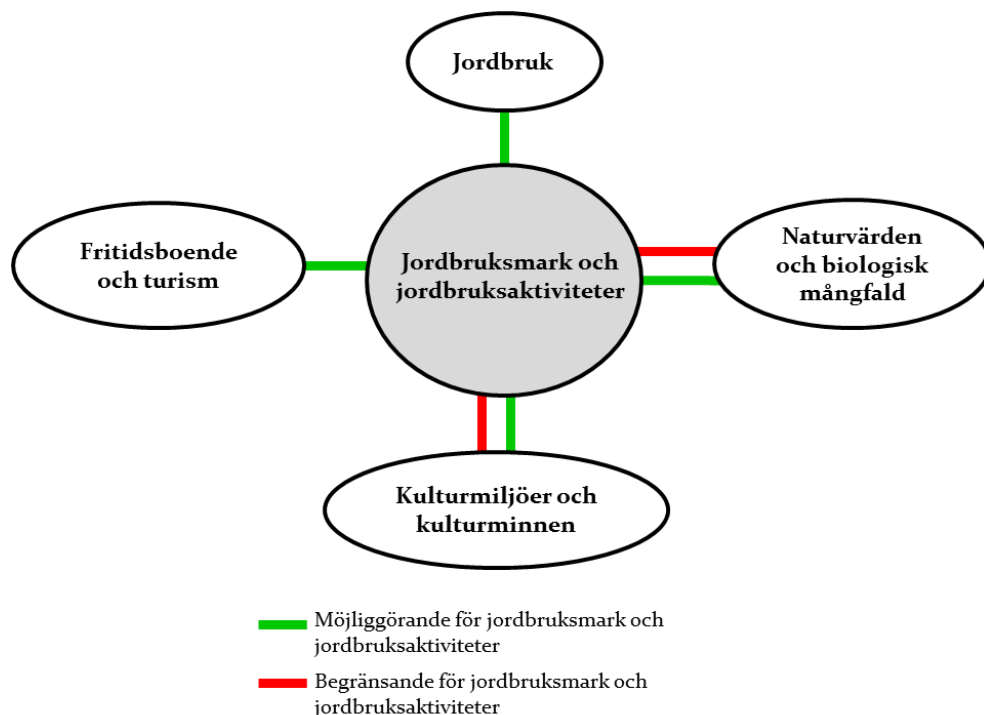 Jordbruk
Fritidsboende
och turism
Jordbruksmark och
jordbruksaktiviteter
Naturvärden
och biologisk
mångfald
Kulturmiljöer och
kulturminnen
Möjliggörande för jordbruksmark och
jordbruksaktiviteter
Begränsande för jordbruksmark och
jordbruksaktiviteter